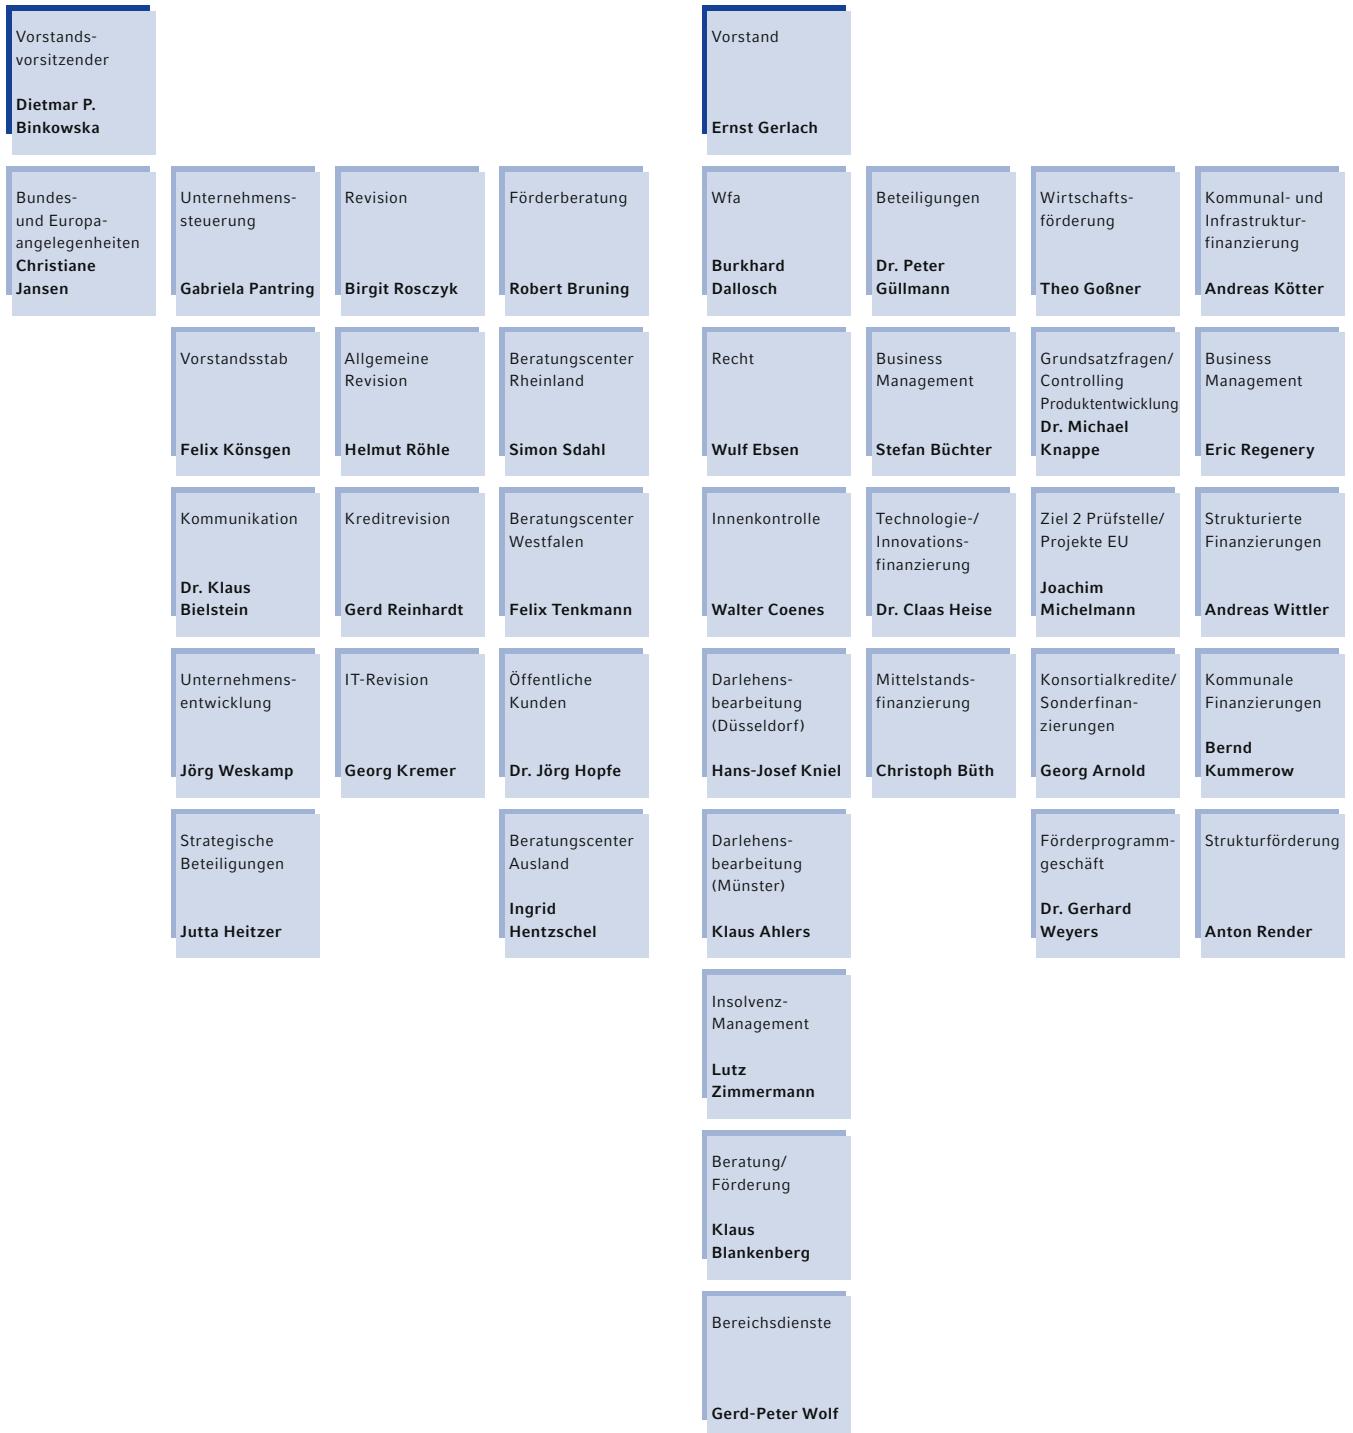 Vorstands-
vorsitzender
Dietmar P.
Binkowska
Vorstand
Ernst Gerlach
Bundes-
und Europa-
angelegenheiten
Christiane
Jansen
Unternehmens-
steuerung
Gabriela Pantring
Revision
Birgit Rosczyk
Förderberatung
Robert Bruning
Wfa
Burkhard
Dallosch
Beteiligungen
Dr. Peter
Güllmann
Wirtschafts-
förderung
Theo Goßner
Kommunal- und
Infrastruktur-
finanzierung
Andreas Kötter
Vorstandsstab
Felix Könsgen
Allgemeine
Revision
Helmut Röhle
Beratungscenter
Rheinland
Simon Sdahl
Recht
Wulf Ebsen
Business
Management
Stefan Büchter
Grundsatzfragen/
Controlling
Produktentwicklung
Dr. Michael
Knappe
Business
Management
Eric Regenery
Kommunikation
Dr. Klaus
Bielstein
Kreditrevision
Gerd Reinhardt
Beratungscenter
Westfalen
Felix Tenkmann
Innenkontrolle
Walter Coenes
Technologie-/
Innovations-
finanzierung
Dr. Claas Heise
Ziel 2 Prüfstelle/
Projekte EU
Joachim
Michelmann
Strukturierte
Finanzierungen
Andreas Wittler
Unternehmens-
entwicklung
Jörg Weskamp
IT-Revision
Georg Kremer
Öffentliche
Kunden
Dr. Jörg Hopfe
Darlehens-
bearbeitung
(Düsseldorf)
Hans-Josef Kniel
Mittelstands-
finanzierung
Christoph Büth
Konsortialkredite/
Sonderfinan-
zierungen
Georg Arnold
Kommunale
Finanzierungen
Bernd
Kummerow
Strategische
Beteiligungen
Jutta Heitzer
Beratungscenter
Ausland
Ingrid
Hentzschel
Darlehens-
bearbeitung
(Münster)
Klaus Ahlers
Förderprogramm-
geschäft
Dr. Gerhard
Weyers
Strukturförderung
Anton Render
Insolvenz-
Management
Lutz
Zimmermann
Beratung/
Förderung
Klaus
Blankenberg
Bereichsdienste
Gerd-Peter Wolf